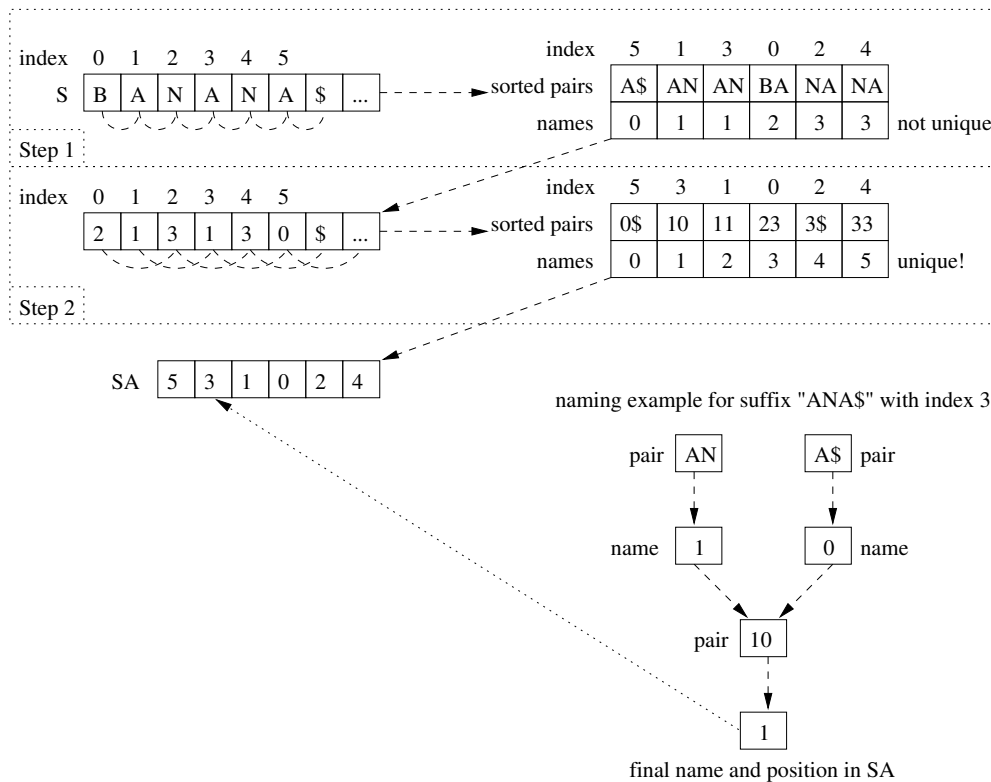 index 0 1 2 3 4 5
S B A N A N A $ ...
index 5 1 3 0 2 4
sorted pairs A$ AN AN BA NA NA
names 0 1 1 2 3 3 not unique
Step 1
index 0 1 2 3 4 5
2 1 3 1 3 0 $ ...
index 5 3 1 0 2 4
sorted pairs 0$ 10 11 23 3$ 33
names 0 1 2 3 4 5 unique!
Step 2
SA 5 3 1 0 2 4
naming example for suffix "ANA$" with index 3
pair AN A$ pair
name 1 0 name
pair 10
1
final name and position in SA